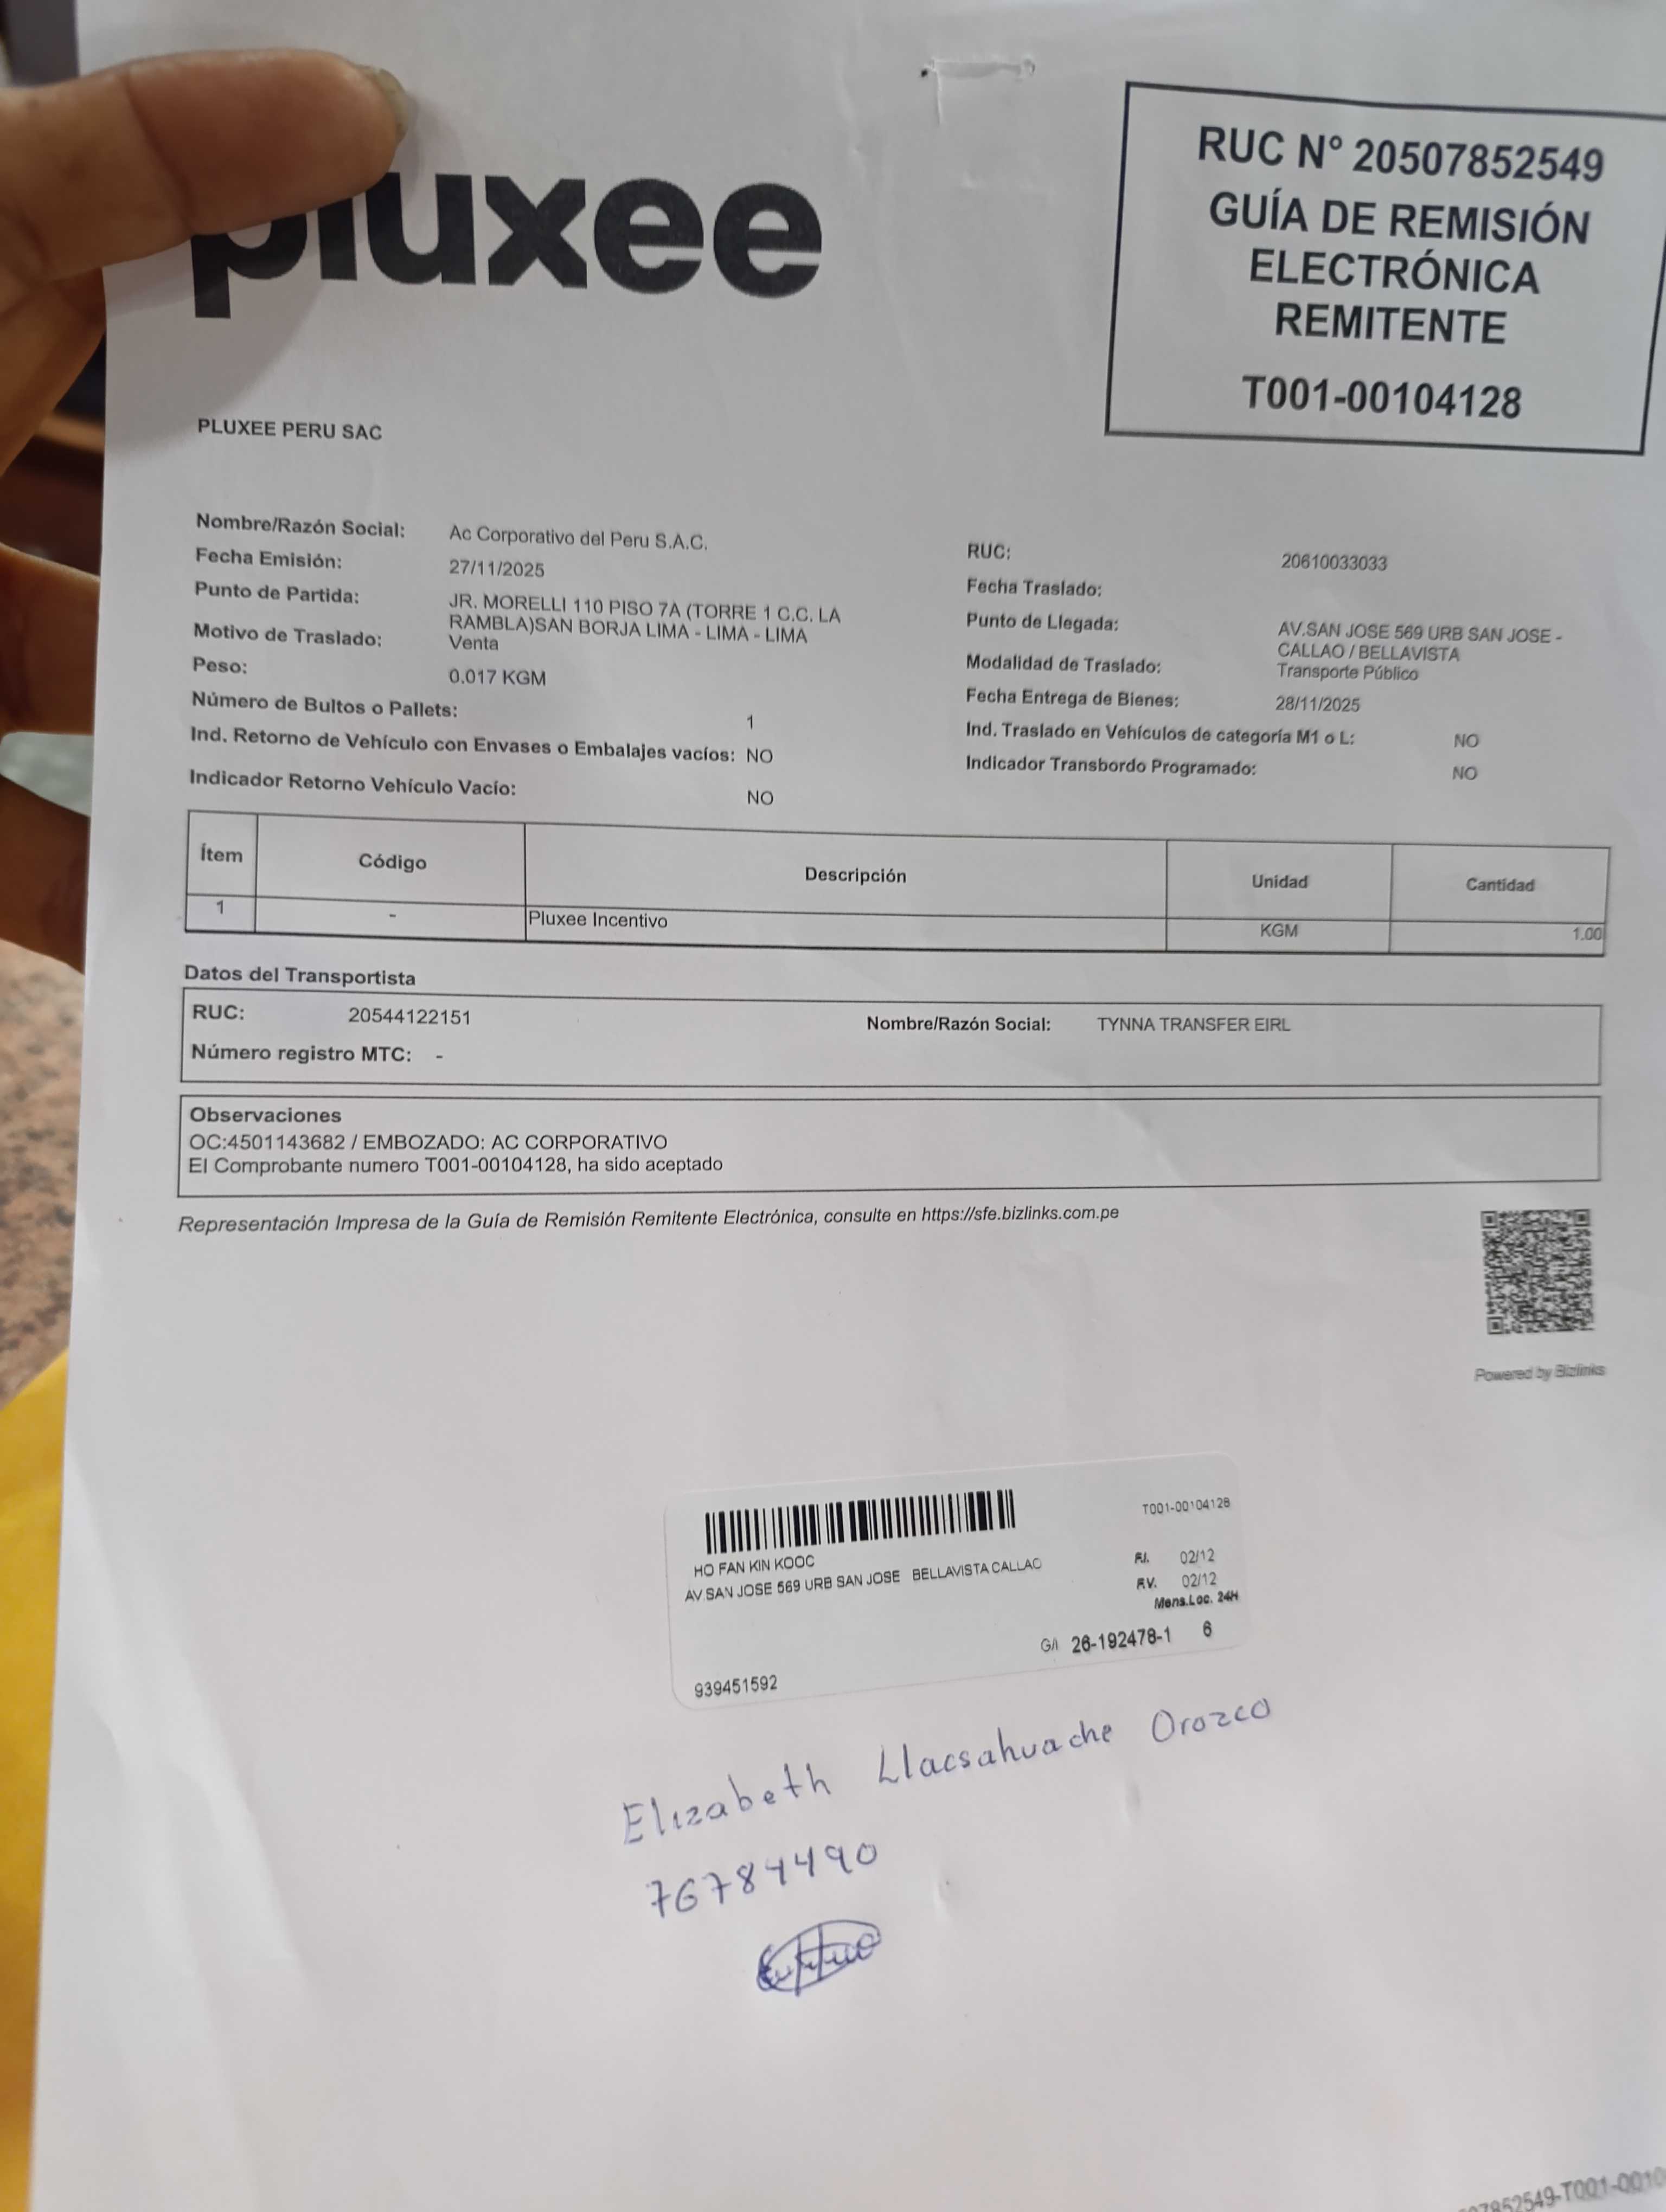 pluxee
RUC N° 20507852549
GUÍA DE REMISIÓN
ELECTRÓNICA
REMITENTE
T001-00104128
PLUXEE PERU SAC
Nombre/Razón Social: Ac Corporativo del Peru S.A.C.
Fecha Emisión: 27/11/2025
Punto de Partida: JR. MORELLI 110 PISO 7A (TORRE 1 C.C. LA
RAMBLA)SAN BORJA LIMA - LIMA - LIMA
Motivo de Traslado: Venta
Peso: 0.017 KGM
Número de Bultos o Pallets: 1
Ind. Retorno de Vehículo con Envases o Embalajes vacíos: NO
Indicador Retorno Vehículo Vacío: NO
RUC: 20610033033
Fecha Traslado:
Punto de Llegada: AV.SAN JOSE 569 URB SAN JOSE -
CALLAO / BELLAVISTA
Modalidad de Traslado: Transporte Público
Fecha Entrega de Bienes: 28/11/2025
Ind. Traslado en Vehículos de categoría M1 o L: NO
Indicador Transbordo Programado: NO
Ítem Código Descripción Unidad Cantidad
1 - Pluxee Incentivo KGM 1.00
Datos del Transportista
RUC: 20544122151 Nombre/Razón Social: TYNNA TRANSFER EIRL
Número registro MTC: -
Observaciones
OC:4501143682 / EMBOZADO: AC CORPORATIVO
El Comprobante numero T001-00104128, ha sido aceptado
Representación Impresa de la Guía de Remisión Remitente Electrónica, consulte en https://sfe.bizlinks.com.pe
Powered by Bizlinks
T001-00104128
HO FAN KIN KOOC
AV.SAN JOSE 569 URB SAN JOSE BELLAVISTA CALLAO
F.I. 02/12
F.V. 02/12
Mens.Loc. 24H
G/I 26-192478-1 6
939451592
Elizabeth Llacsahuache Orozco
76784490